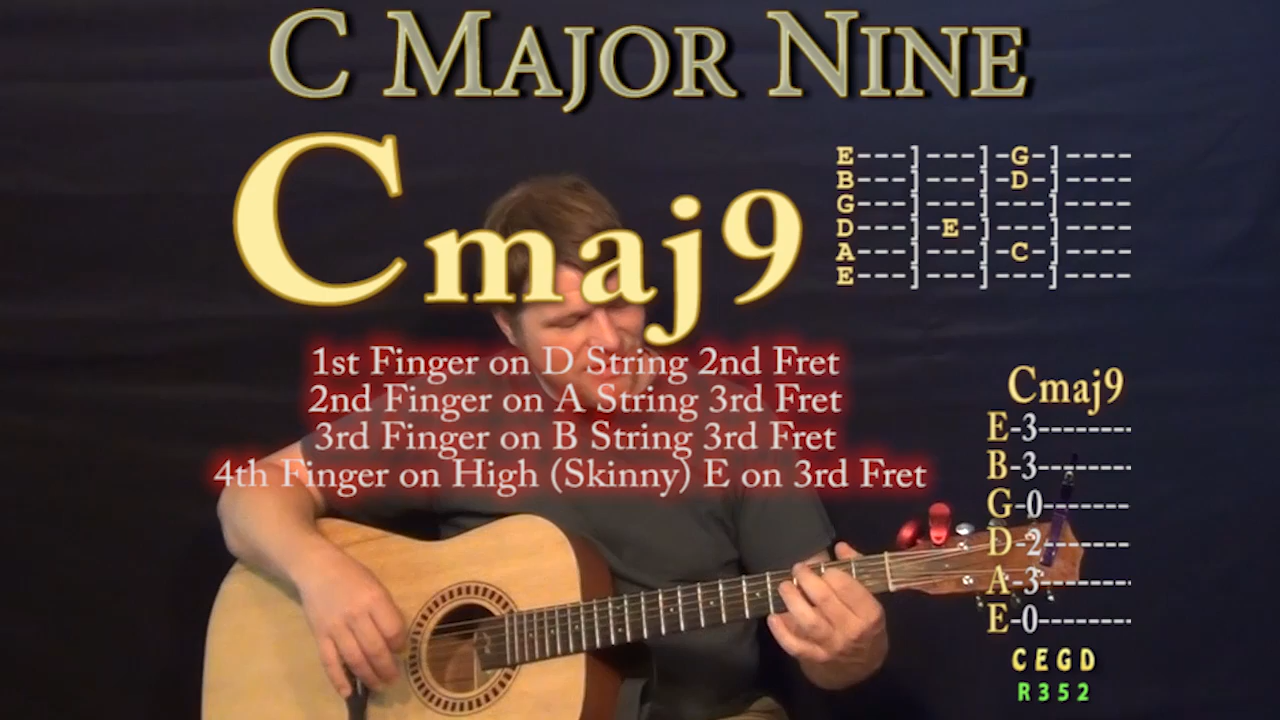 C Major Nine
Cmaj9
E---]---]-G-]----
B---]---]-D-]----
G---]---]---]----
D---]-E-]---]----
A---]---]-C-]----
E---]---]---]----
1st Finger on D String 2nd Fret
2nd Finger on A String 3rd Fret
3rd Finger on B String 3rd Fret
4th Finger on High (Skinny) E on 3rd Fret
Cmaj9
E-3-------
B-3-------
G-0-------
D-2-------
A-3-------
E-0-------
C E G D
R 3 5 2